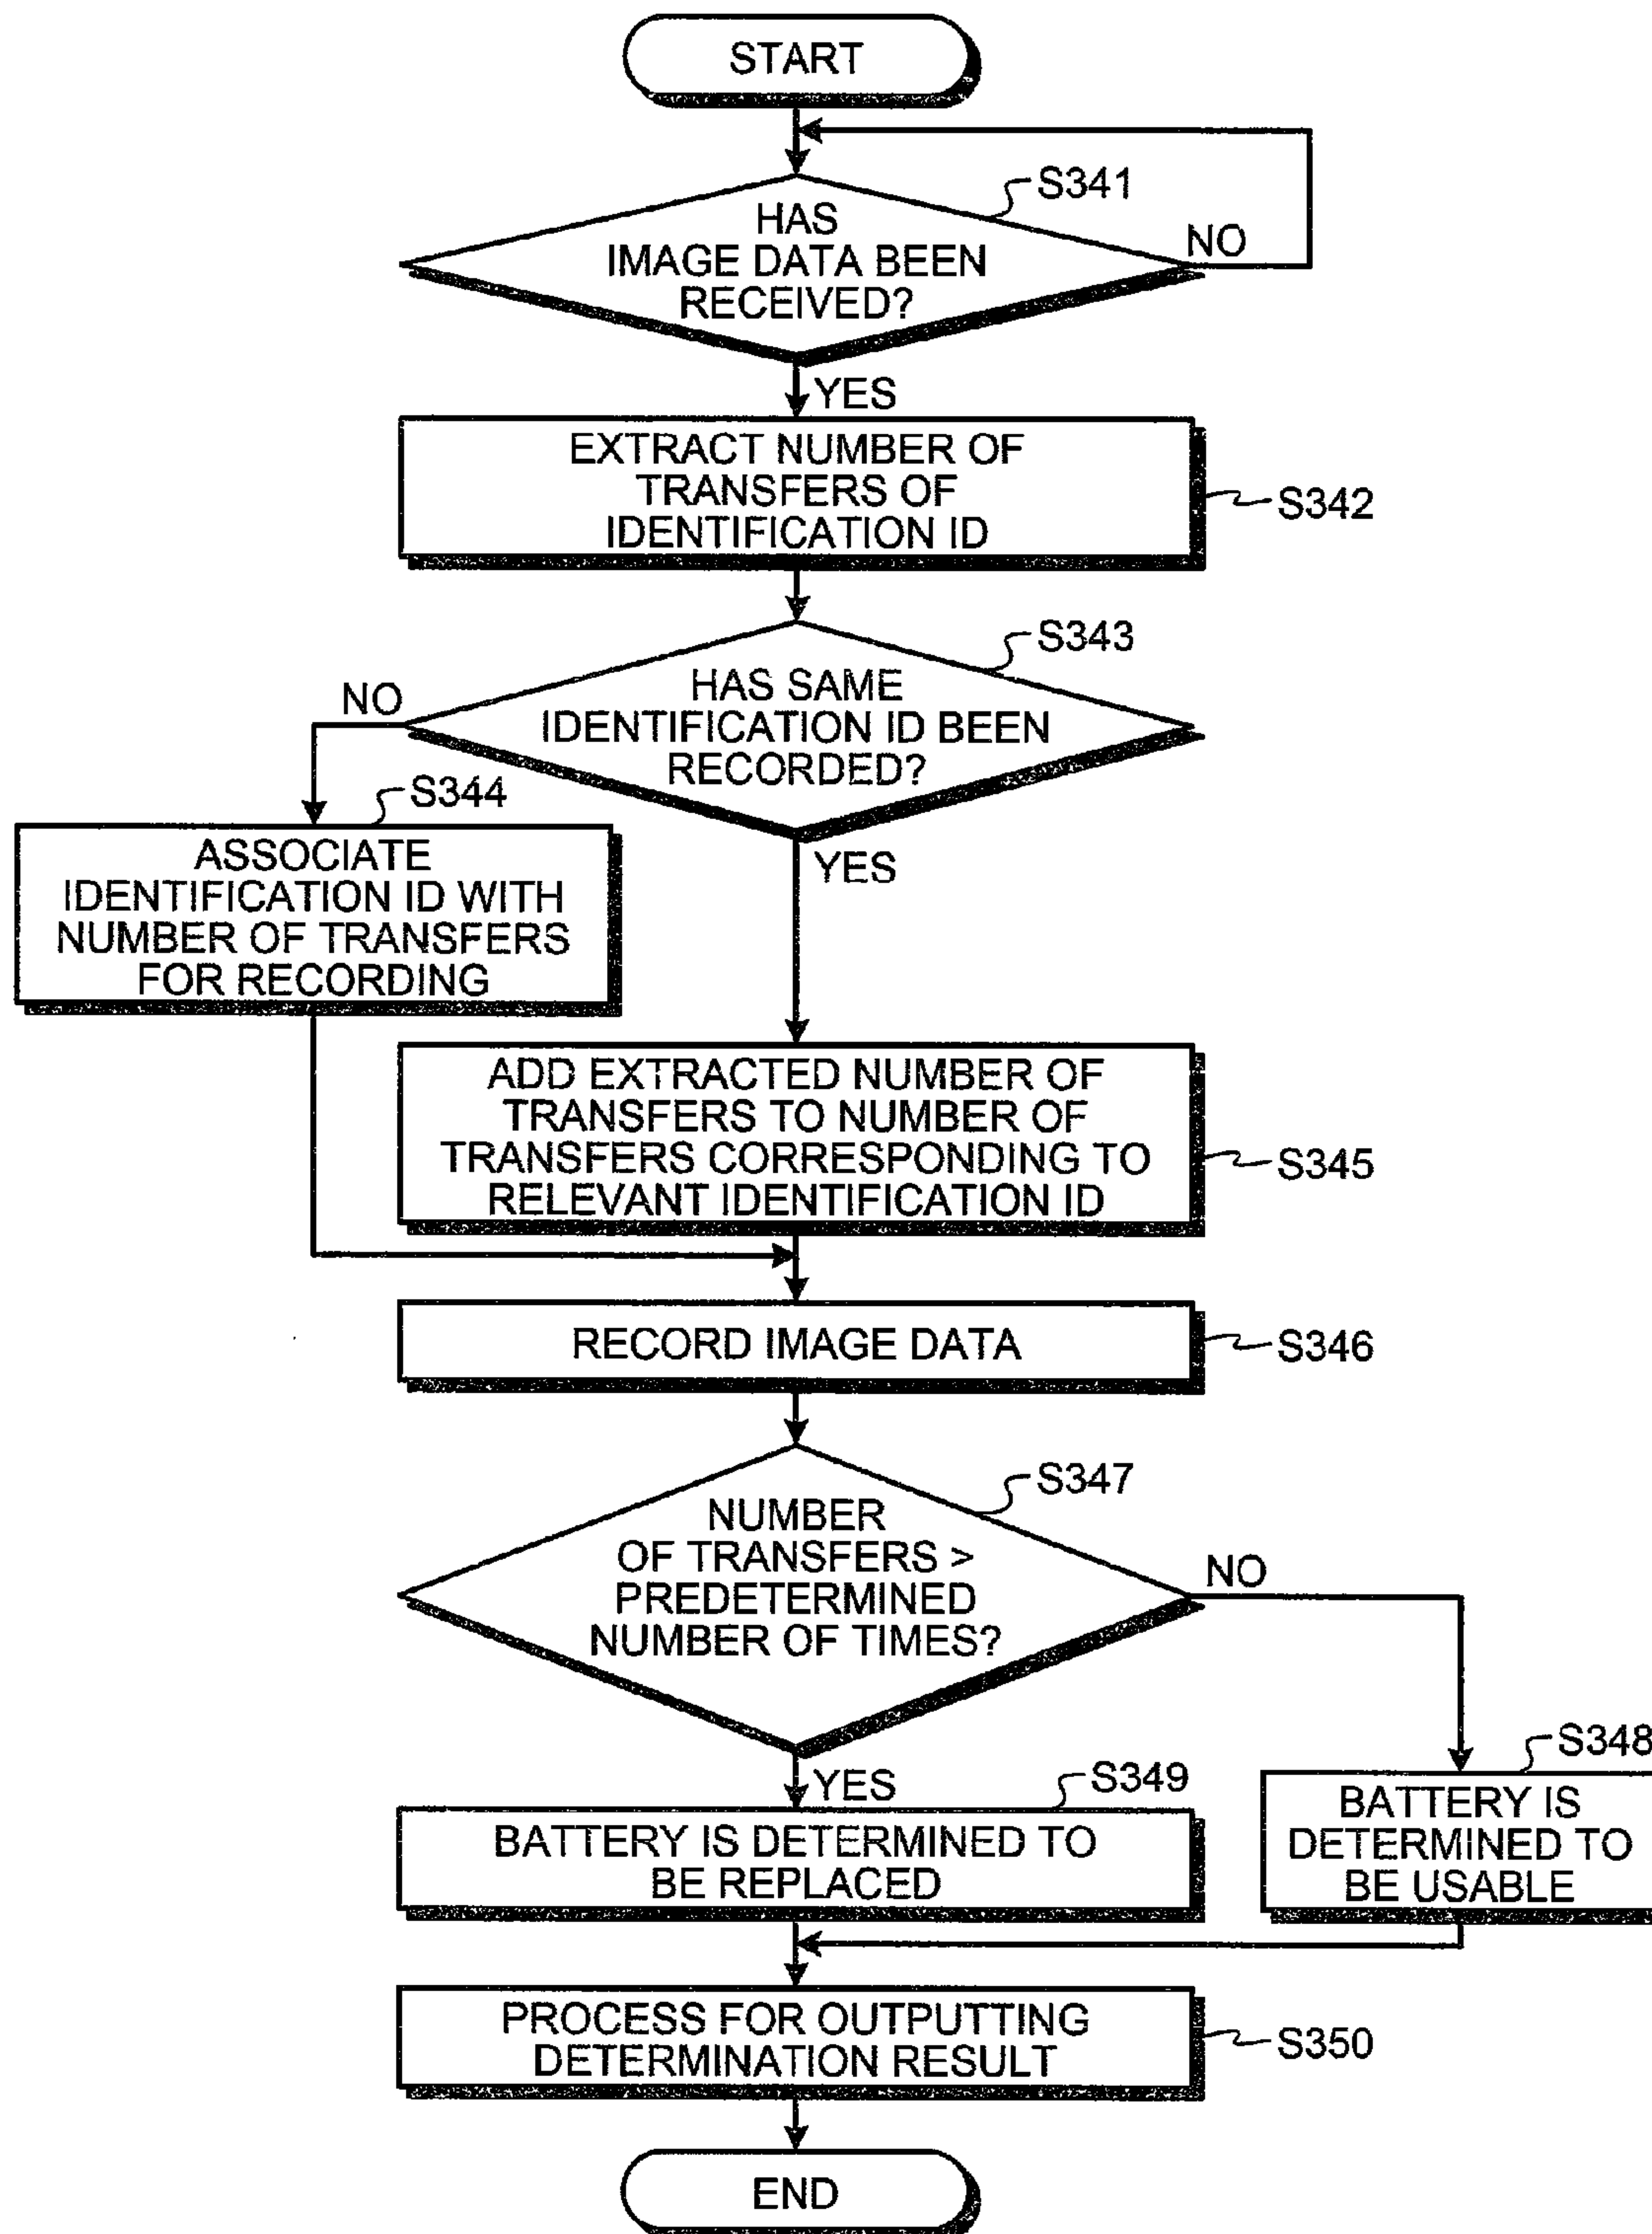 START
S341
HAS
IMAGE DATA BEEN
RECEIVED?
NO
YES
EXTRACT NUMBER OF
TRANSFERS OF
IDENTIFICATION ID
S342
S343
HAS SAME
IDENTIFICATION ID BEEN
RECORDED?
NO
YES
S344
ASSOCIATE
IDENTIFICATION ID WITH
NUMBER OF TRANSFERS
FOR RECORDING
ADD EXTRACTED NUMBER OF
TRANSFERS TO NUMBER OF
TRANSFERS CORRESPONDING TO
RELEVANT IDENTIFICATION ID
S345
RECORD IMAGE DATA
S346
S347
NUMBER
OF TRANSFERS >
PREDETERMINED
NUMBER OF TIMES?
NO
YES
S349
BATTERY IS DETERMINED TO
BE REPLACED
S348
BATTERY IS
DETERMINED TO
BE USABLE
PROCESS FOR OUTPUTTING
DETERMINATION RESULT
S350
END